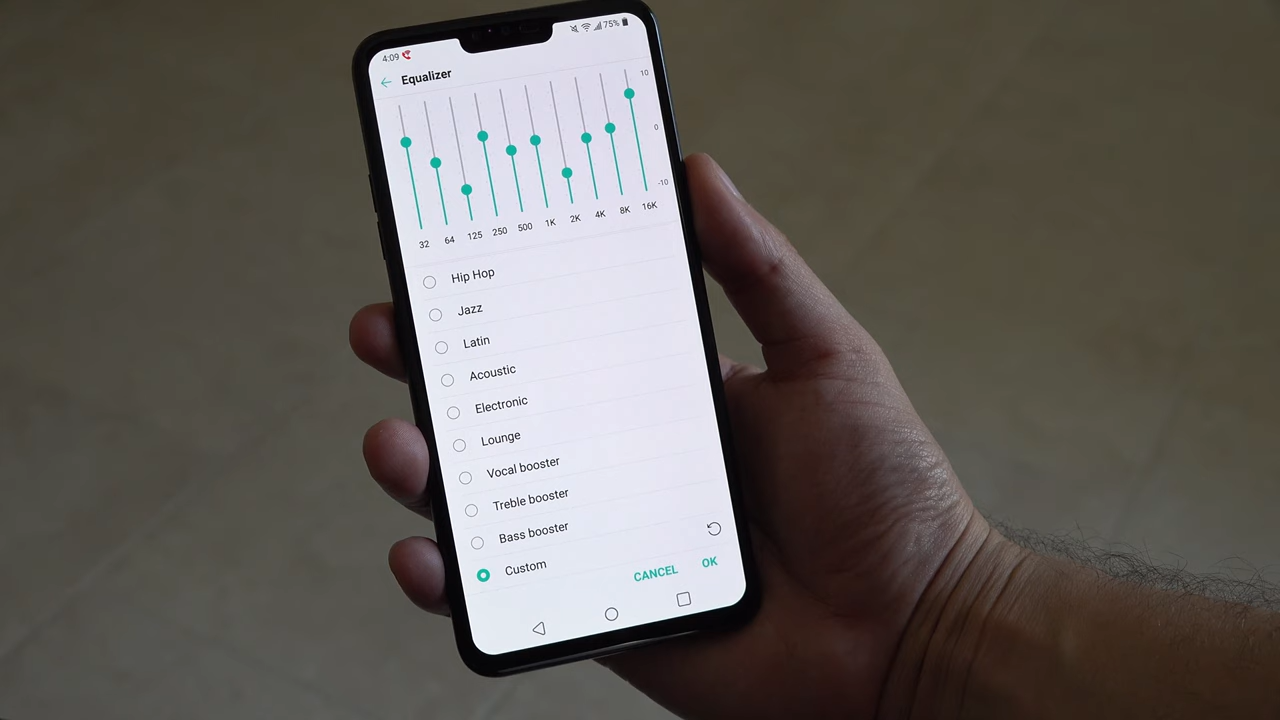 4:09 75%
Equalizer
10
0
-10
32 64 125 250 500 1K 2K 4K 8K 16K
Hip Hop
Jazz
Latin
Acoustic
Electronic
Lounge
Vocal booster
Treble booster
Bass booster
Custom
CANCEL OK